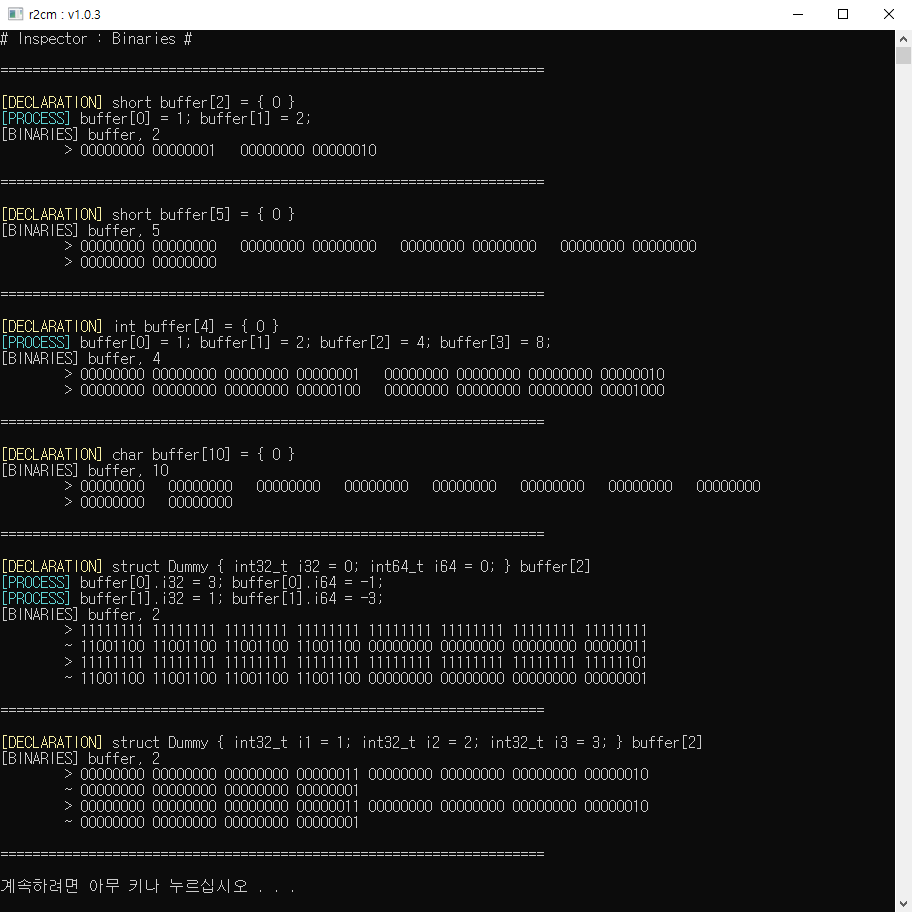 r2cm : v1.0.3
# Inspector : Binaries #
====================================================================
[DECLARATION] short buffer[2] = { 0 }
[PROCESS] buffer[0] = 1; buffer[1] = 2;
[BINARIES] buffer, 2
> 00000000 00000001   00000000 00000010
====================================================================
[DECLARATION] short buffer[5] = { 0 }
[BINARIES] buffer, 5
> 00000000 00000000   00000000 00000000   00000000 00000000   00000000 00000000
> 00000000 00000000
====================================================================
[DECLARATION] int buffer[4] = { 0 }
[PROCESS] buffer[0] = 1; buffer[1] = 2; buffer[2] = 4; buffer[3] = 8;
[BINARIES] buffer, 4
> 00000000 00000000 00000000 00000001   00000000 00000000 00000000 00000010
> 00000000 00000000 00000000 00000100   00000000 00000000 00000000 00001000
====================================================================
[DECLARATION] char buffer[10] = { 0 }
[BINARIES] buffer, 10
> 00000000   00000000   00000000   00000000   00000000   00000000   00000000   00000000
> 00000000   00000000
====================================================================
[DECLARATION] struct Dummy { int32_t i32 = 0; int64_t i64 = 0; } buffer[2]
[PROCESS] buffer[0].i32 = 3; buffer[0].i64 = -1;
[PROCESS] buffer[1].i32 = 1; buffer[1].i64 = -3;
[BINARIES] buffer, 2
> 11111111 11111111 11111111 11111111 11111111 11111111 11111111 11111111
~ 11001100 11001100 11001100 11001100 00000000 00000000 00000000 00000011
> 11111111 11111111 11111111 11111111 11111111 11111111 11111111 11111101
~ 11001100 11001100 11001100 11001100 00000000 00000000 00000000 00000001
====================================================================
[DECLARATION] struct Dummy { int32_t i1 = 1; int32_t i2 = 2; int32_t i3 = 3; } buffer[2]
[BINARIES] buffer, 2
> 00000000 00000000 00000000 00000011 00000000 00000000 00000000 00000010
~ 00000000 00000000 00000000 00000001
> 00000000 00000000 00000000 00000011 00000000 00000000 00000000 00000010
~ 00000000 00000000 00000000 00000001
====================================================================
계속하려면 아무 키나 누르십시오 . . .